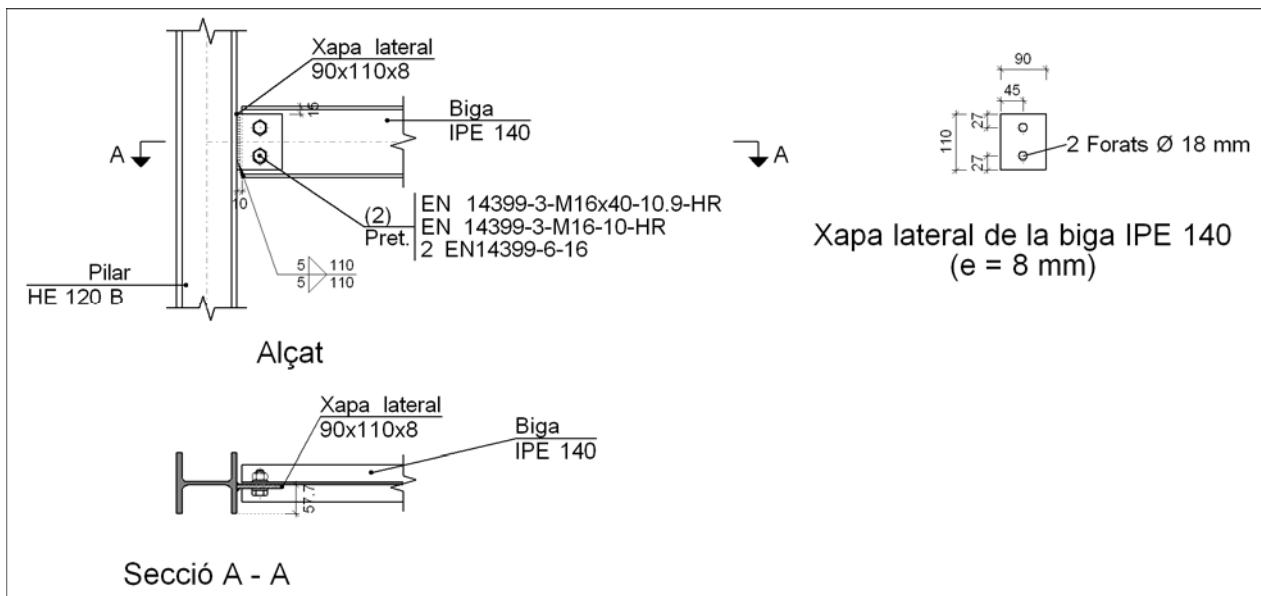 Xapa lateral
90x110x8
15
Biga
IPE 140
A
A
10
(2)
Pret.
EN 14399-3-M16x40-10.9-HR
EN 14399-3-M16-10-HR
2 EN14399-6-16
5 110
5 110
Pilar
HE 120 B
Alçat
90
45
27
110
27
2 Forats Ø 18 mm
Xapa lateral de la biga IPE 140
(e = 8 mm)
Xapa lateral
90x110x8
Biga
IPE 140
57.7
Secció A - A